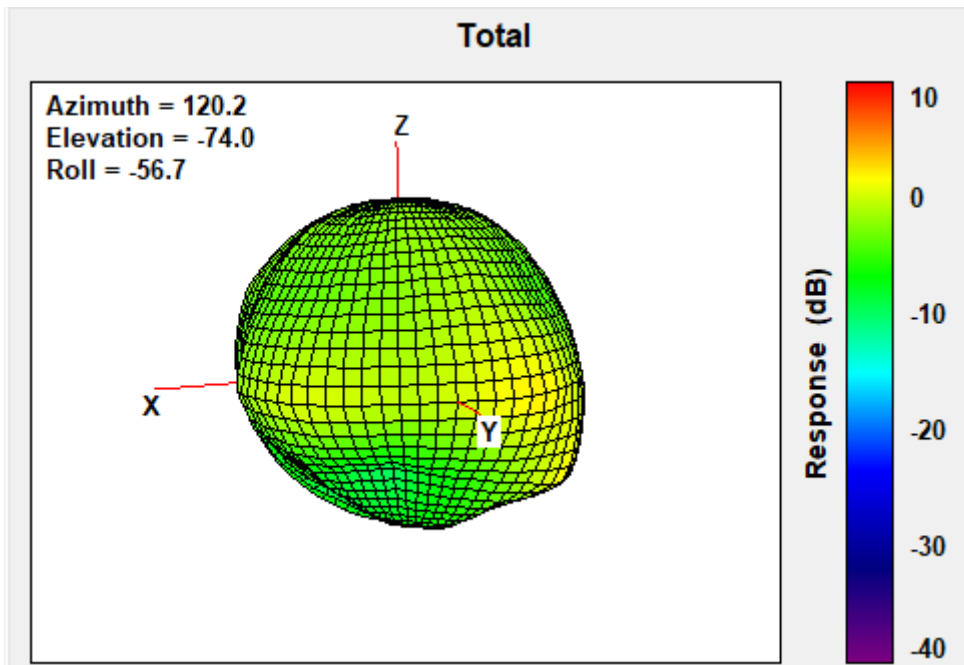 Total
Azimuth = 120.2
Elevation = -74.0
Roll = -56.7
Z
X
Y
10
0
-10
-20
-30
-40
Response (dB)